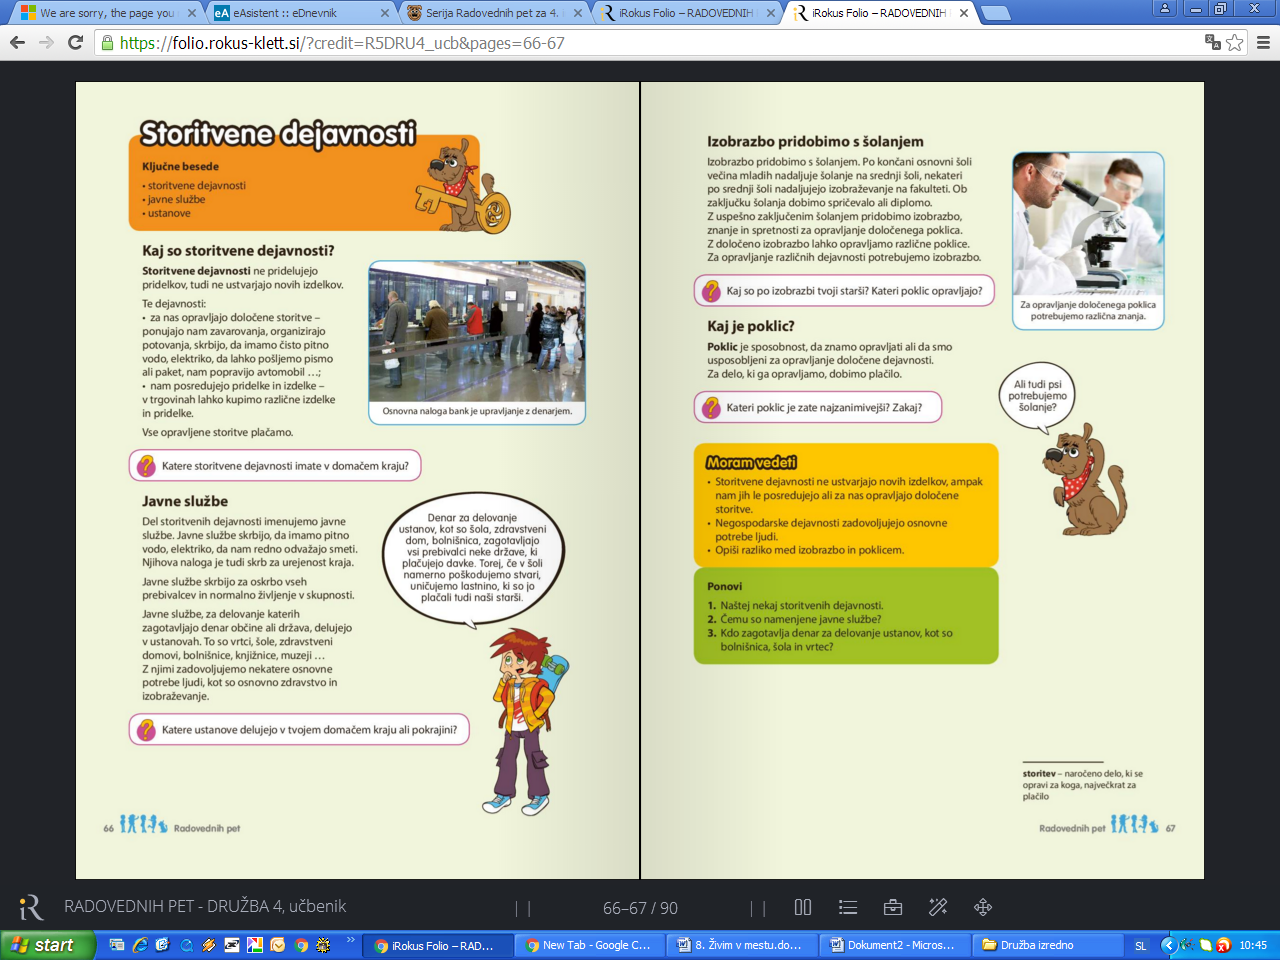 We are sorry, the page you
eAsistent :: eDnevnik
Serija Radovednih pet za 4.
iRokus Folio – RADOVEDNIH
iRokus Folio – RADOVEDNIH
https://folio.rokus-klett.si/?credit=R5DRU4_ucb&pages=66-67
Storitvene dejavnosti
Ključne besede
• storitvene dejavnosti
• javne službe
• ustanove
Kaj so storitvene dejavnosti?
Storitvene dejavnosti ne pridelujejo
pridelkov, tudi ne ustvarjajo novih izdelkov.
Te dejavnosti:
• za nas opravljajo določene storitve –
ponujajo nam zavarovanja, organizirajo
potovanja, skrbijo, da imamo čisto pitno
vodo, elektriko, da lahko pošljemo pismo
ali paket, nam popravijo avtomobil …;
• nam posredujejo pridelke in izdelke –
v trgovinah lahko kupimo različne izdelke
in pridelke.
Vse opravljene storitve plačamo.
Osnovna naloga bank je upravljanje z denarjem.
? Katere storitvene dejavnosti imate v domačem kraju?
Javne službe
Del storitvenih dejavnosti imenujemo javne
službe. Javne službe skrbijo, da imamo pitno
vodo, elektriko, da nam redno odvažajo smeti.
Njihova naloga je tudi skrb za urejenost kraja.
Javne službe skrbijo za oskrbo vseh
prebivalcev in normalno življenje v skupnosti.
Javne službe, za delovanje katerih
zagotavljajo denar občine ali država, delujejo
v ustanovah. To so vrtci, šole, zdravstveni
domovi, bolnišnice, knjižnice, muzeji …
Z njimi zadovoljujemo nekatere osnovne
potrebe ljudi, kot so osnovno zdravstvo in
izobraževanje.
Denar za delovanje
ustanov, kot so šola, zdravstveni
dom, bolnišnica, zagotavljajo
vsi prebivalci neke države, ki
plačujejo davke. Torej, če v šoli
namerno poškodujemo stvari,
uničujemo lastnino, ki so jo
plačali tudi naši starši.
? Katere ustanove delujejo v tvojem domačem kraju ali pokrajini?
66 Radovednih pet
Izobrazbo pridobimo s šolanjem
Izobrazbo pridobimo s šolanjem. Po končani osnovni šoli
večina mladih nadaljuje šolanje na srednji šoli, nekateri
po srednji šoli nadaljujejo izobraževanje na fakulteti. Ob
zaključku šolanja dobimo spričevalo ali diplomo.
Z uspešno zaključenim šolanjem pridobimo izobrazbo,
znanje in spretnosti za opravljanje določenega poklica.
Z določeno izobrazbo lahko opravljamo različne poklice.
Za opravljanje različnih dejavnosti potrebujemo izobrazbo.
Za opravljanje določenega poklica
potrebujemo različna znanja.
? Kaj so po izobrazbi tvoji starši? Kateri poklic opravljajo?
Kaj je poklic?
Poklic je sposobnost, da znamo opravljati ali da smo
usposobljeni za opravljanje določene dejavnosti.
Za delo, ki ga opravljamo, dobimo plačilo.
? Kateri poklic je zate najzanimivejši? Zakaj?
Ali tudi psi
potrebujemo
šolanje?
Moram vedeti
• Storitvene dejavnosti ne ustvarjajo novih izdelkov, ampak
nam jih le posredujejo ali za nas opravljajo določene
storitve.
• Negospodarske dejavnosti zadovoljujejo osnovne
potrebe ljudi.
• Opiši razliko med izobrazbo in poklicem.
Ponovi
1. Naštej nekaj storitvenih dejavnosti.
2. Čemu so namenjene javne službe?
3. Kdo zagotavlja denar za delovanje ustanov, kot so
bolnišnica, šola in vrtec?
storitev – naročeno delo, ki se
opravi za koga, največkrat za
plačilo
Radovednih pet 67
iR RADOVEDNIH PET - DRUŽBA 4, učbenik
66–67 / 90
start
iRokus Folio – RAD...
New Tab - Google C...
8. Živim v mestu.do...
Dokument2 - Micros...
Družba izredno
SL
10:45